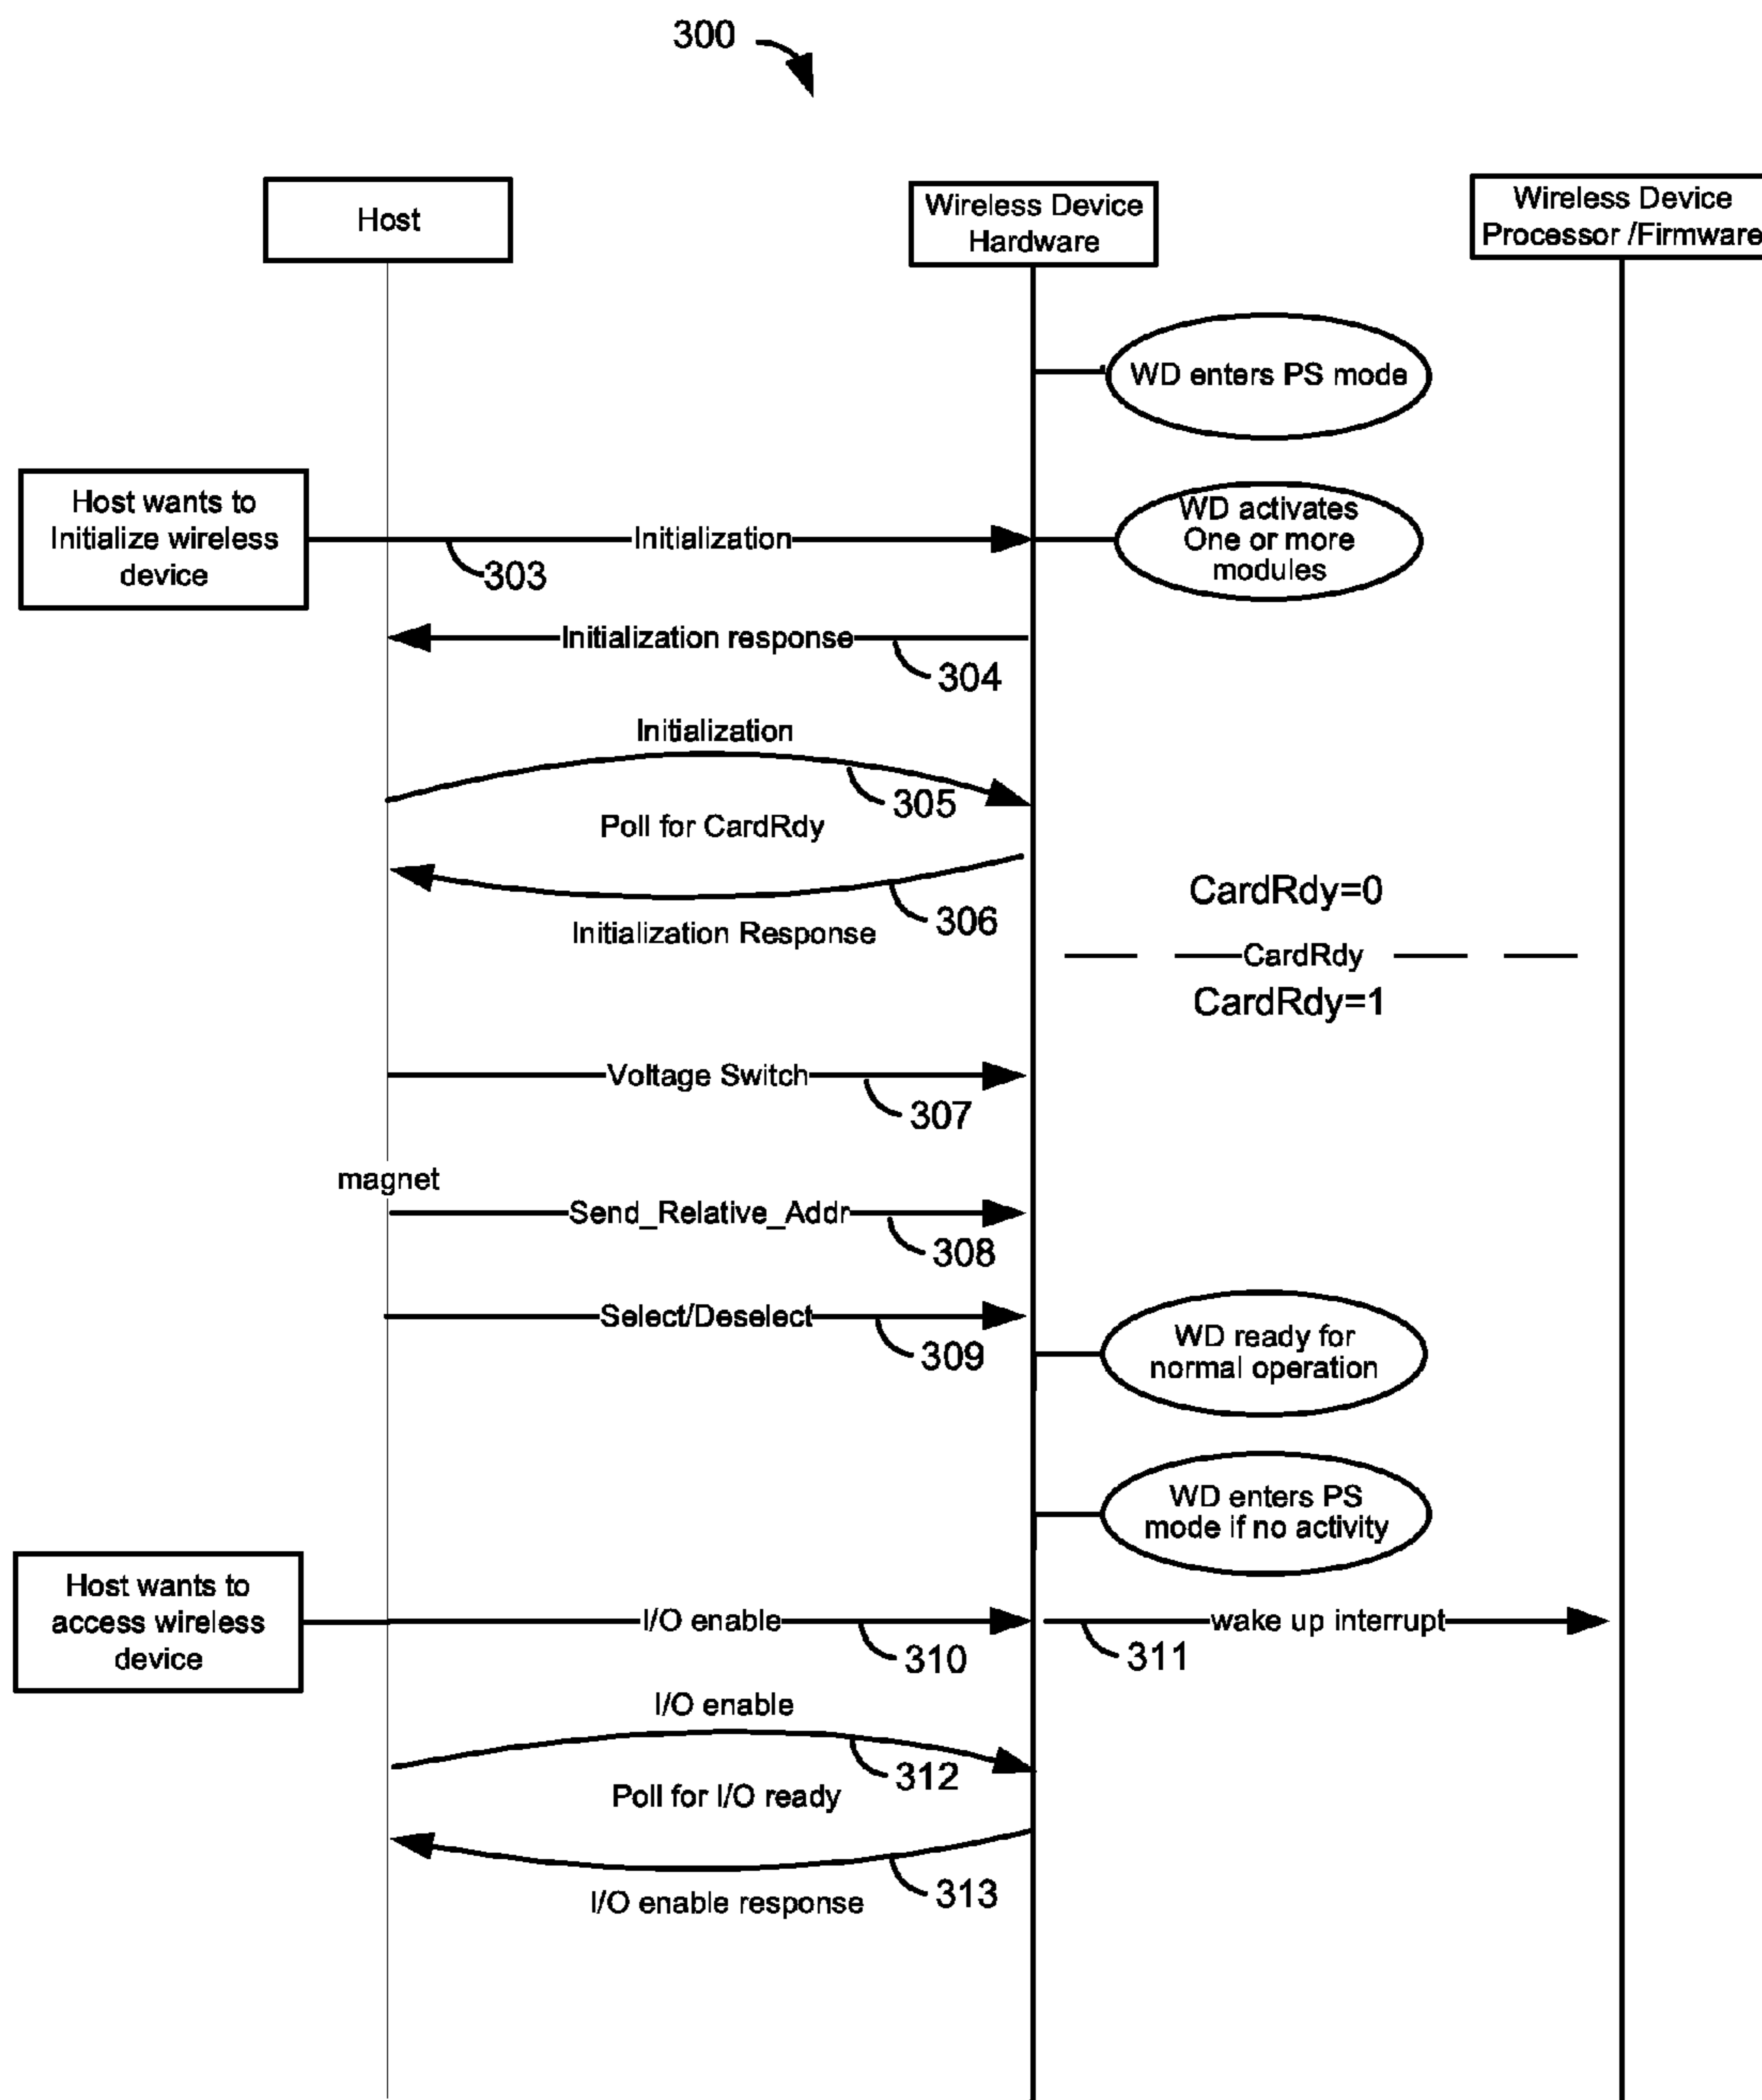 300
Host
Wireless Device
Hardware
Wireless Device
Processor /Firmware
WD enters PS mode
Host wants to
Initialize wireless
device
Initialization
303
WD activates
One or more
modules
Initialization response
304
Initialization
305
Poll for CardRdy
306
Initialization Response
CardRdy=0
CardRdy
CardRdy=1
Voltage Switch
307
magnet
Send_Relative_Addr
308
Select/Deselect
309
WD ready for
normal operation
WD enters PS
mode if no activity
Host wants to
access wireless
device
I/O enable
310
wake up interrupt
311
I/O enable
312
Poll for I/O ready
313
I/O enable response